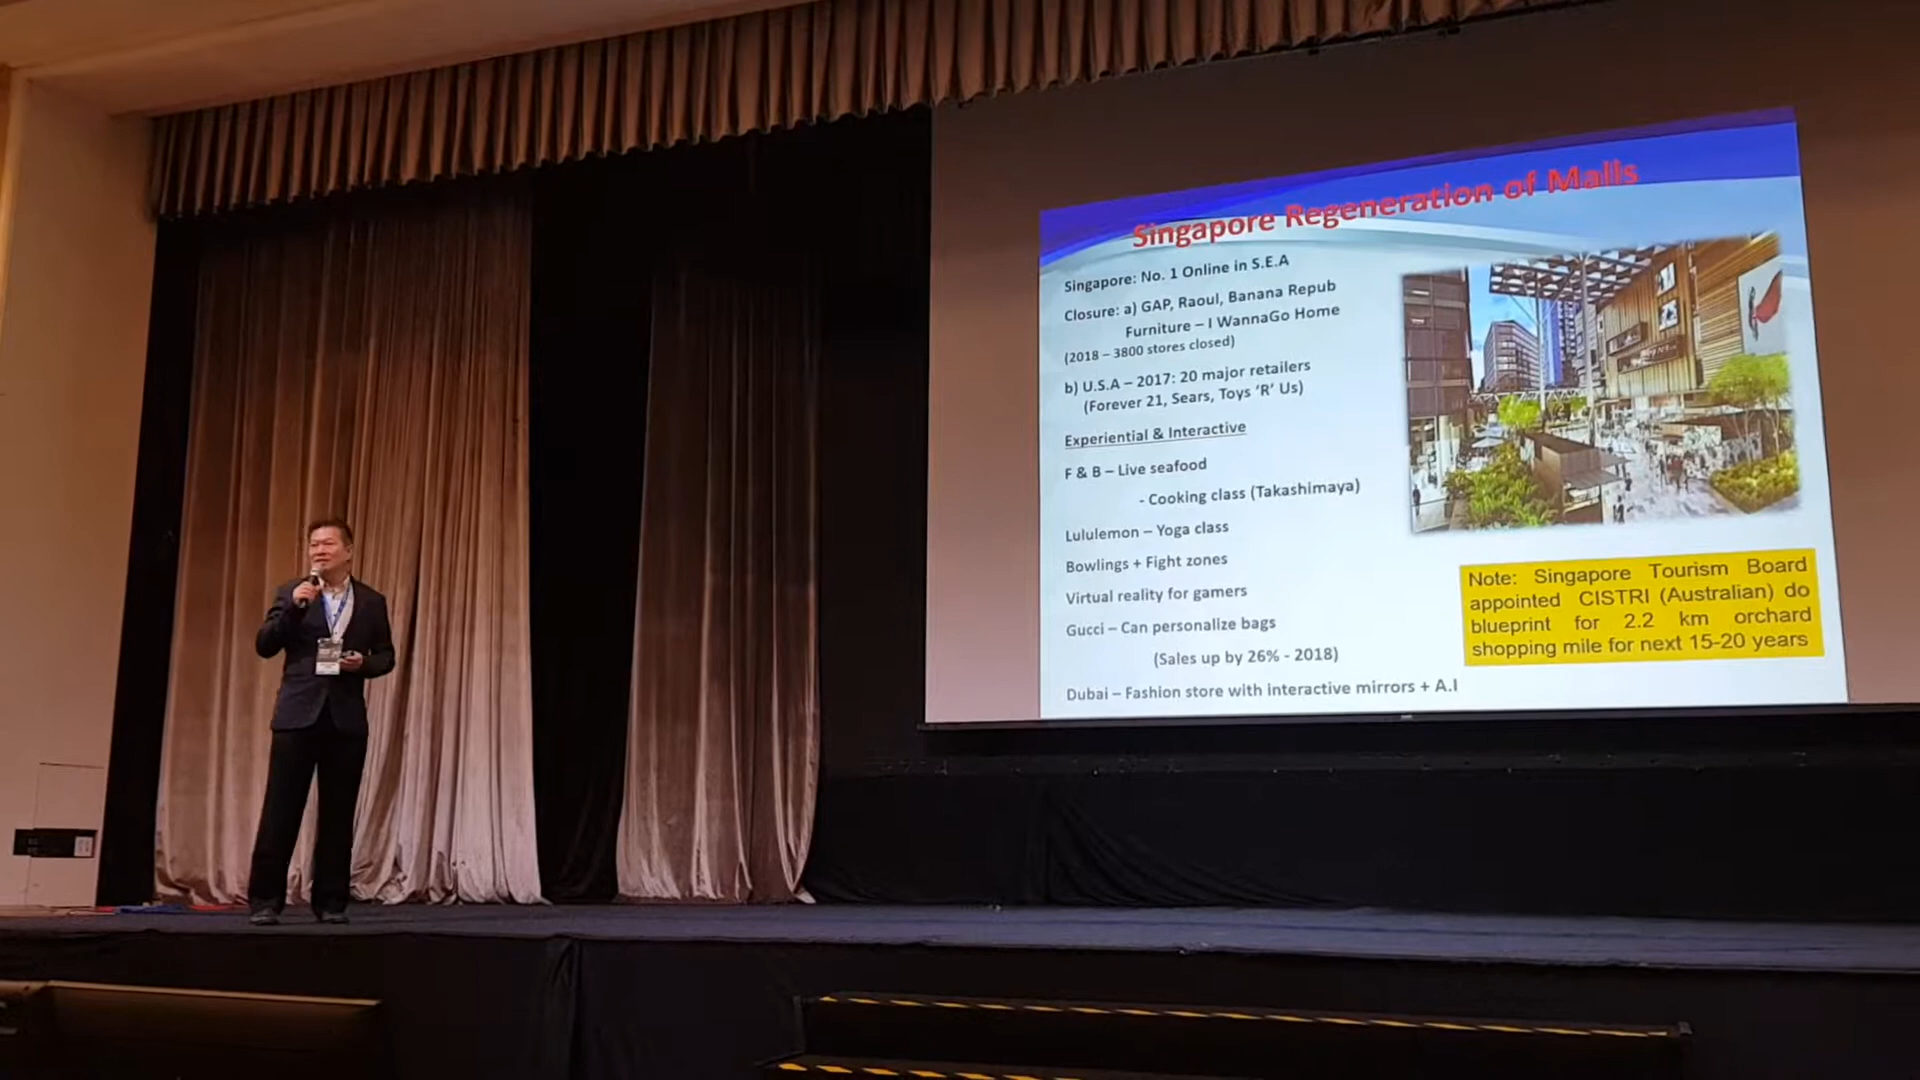 Singapore Regeneration of Malls
Singapore: No. 1 Online in S.E.A
Closure: a) GAP, Raoul, Banana Repub
Furniture – I WannaGo Home
(2018 – 3800 stores closed)
b) U.S.A – 2017: 20 major retailers
(Forever 21, Sears, Toys ‘R’ Us)
Experiential & Interactive
F & B – Live seafood
- Cooking class (Takashimaya)
Lululemon – Yoga class
Bowlings + Fight zones
Virtual reality for gamers
Gucci – Can personalize bags
(Sales up by 26% - 2018)
Dubai – Fashion store with interactive mirrors + A.I
Note: Singapore Tourism Board
appointed CISTRI (Australian) do
blueprint for 2.2 km orchard
shopping mile for next 15-20 years